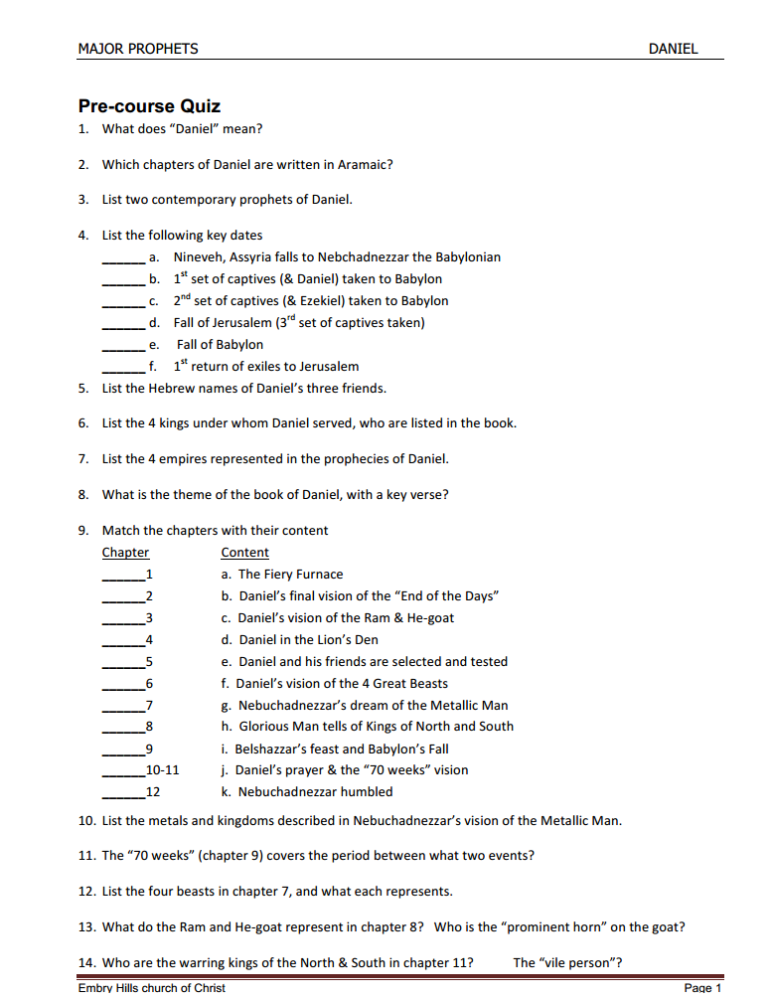 MAJOR PROPHETS DANIEL
Pre-course Quiz
1. What does “Daniel” mean?
2. Which chapters of Daniel are written in Aramaic?
3. List two contemporary prophets of Daniel.
4. List the following key dates
______ a. Nineveh, Assyria falls to Nebchadnezzar the Babylonian
______ b. 1st set of captives (& Daniel) taken to Babylon
______ c. 2nd set of captives (& Ezekiel) taken to Babylon
______ d. Fall of Jerusalem (3rd set of captives taken)
______ e. Fall of Babylon
______ f. 1st return of exiles to Jerusalem
5. List the Hebrew names of Daniel’s three friends.
6. List the 4 kings under whom Daniel served, who are listed in the book.
7. List the 4 empires represented in the prophecies of Daniel.
8. What is the theme of the book of Daniel, with a key verse?
9. Match the chapters with their content
Chapter Content
______1 a. The Fiery Furnace
______2 b. Daniel’s final vision of the “End of the Days”
______3 c. Daniel’s vision of the Ram & He-goat
______4 d. Daniel in the Lion’s Den
______5 e. Daniel and his friends are selected and tested
______6 f. Daniel’s vision of the 4 Great Beasts
______7 g. Nebuchadnezzar’s dream of the Metallic Man
______8 h. Glorious Man tells of Kings of North and South
______9 i. Belshazzar’s feast and Babylon’s Fall
______10-11 j. Daniel’s prayer & the “70 weeks” vision
______12 k. Nebuchadnezzar humbled
10. List the metals and kingdoms described in Nebuchadnezzar’s vision of the Metallic Man.
11. The “70 weeks” (chapter 9) covers the period between what two events?
12. List the four beasts in chapter 7, and what each represents.
13. What do the Ram and He-goat represent in chapter 8? Who is the “prominent horn” on the goat?
14. Who are the warring kings of the North & South in chapter 11? The “vile person”?
Embry Hills church of Christ Page 1